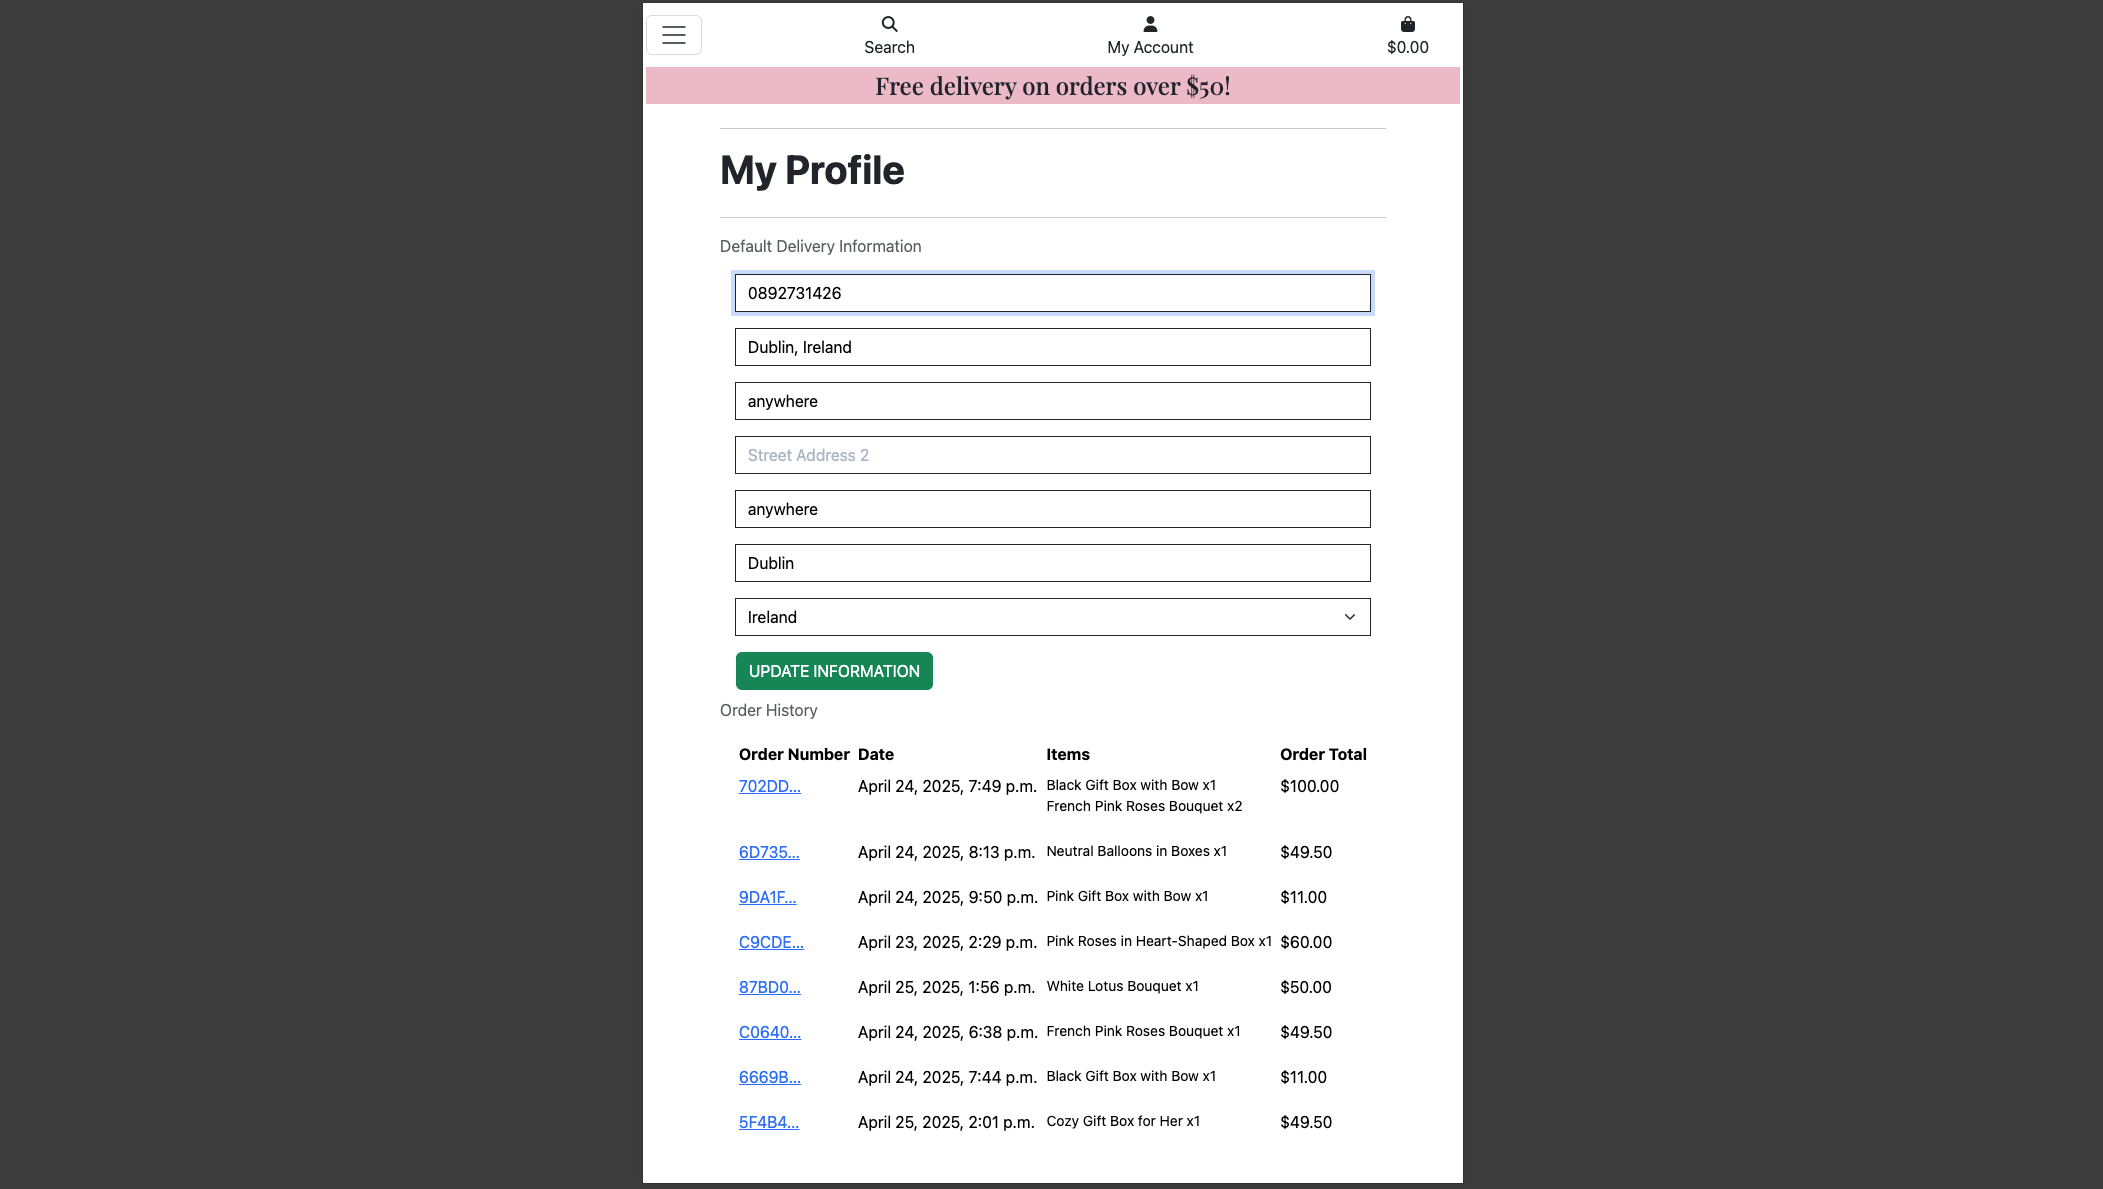 Search
My Account
$0.00
Free delivery on orders over $50!
My Profile
Default Delivery Information
0892731426
Dublin, Ireland
anywhere
Street Address 2
anywhere
Dublin
Ireland
UPDATE INFORMATION
Order History
Order Number Date Items Order Total
702DD... April 24, 2025, 7:49 p.m. Black Gift Box with Bow x1 $100.00
French Pink Roses Bouquet x2
6D735... April 24, 2025, 8:13 p.m. Neutral Balloons in Boxes x1 $49.50
9DA1F... April 24, 2025, 9:50 p.m. Pink Gift Box with Bow x1 $11.00
C9CDE... April 23, 2025, 2:29 p.m. Pink Roses in Heart-Shaped Box x1 $60.00
87BD0... April 25, 2025, 1:56 p.m. White Lotus Bouquet x1 $50.00
C0640... April 24, 2025, 6:38 p.m. French Pink Roses Bouquet x1 $49.50
6669B... April 24, 2025, 7:44 p.m. Black Gift Box with Bow x1 $11.00
5F4B4... April 25, 2025, 2:01 p.m. Cozy Gift Box for Her x1 $49.50